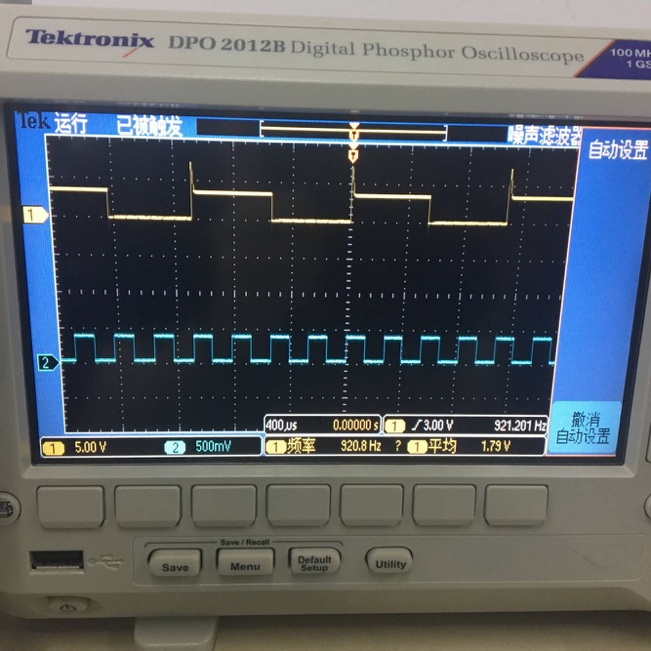 Tektronix DPO 2012B Digital Phosphor Oscilloscope
100 MH
1 GS
Tek 运行 已被触发 噪声滤波器
自动设置
1
2
400μs 0.00000 s 1 3.00 V 921.201 Hz
1 5.00 V 2 500mV 1 频率 920.8 Hz ? 1 平均 1.79 V
撤消
自动设置
Save / Recall
Save Menu Default Setup Utility